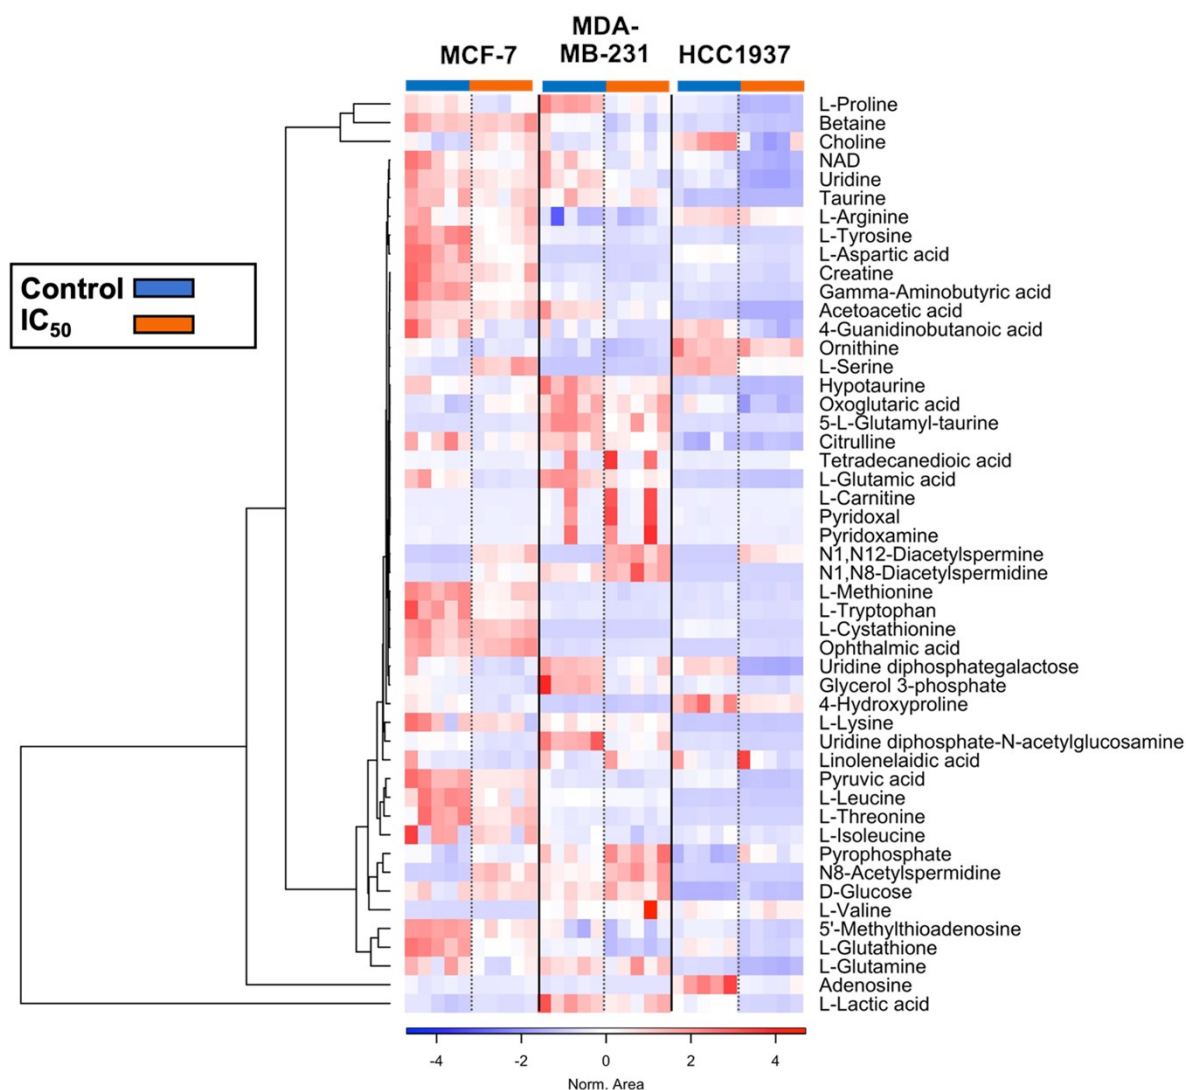 MDA-
MCF-7 MB-231 HCC1937
Control
IC50
L-Proline
Betaine
Choline
NAD
Uridine
Taurine
L-Arginine
L-Tyrosine
L-Aspartic acid
Creatine
Gamma-Aminobutyric acid
Acetoacetic acid
4-Guanidinobutanoic acid
Ornithine
L-Serine
Hypotaurine
Oxoglutaric acid
5-L-Glutamyl-taurine
Citrulline
Tetradecanedioic acid
L-Glutamic acid
L-Carnitine
Pyridoxal
Pyridoxamine
N1,N12-Diacetylspermine
N1,N8-Diacetylspermidine
L-Methionine
L-Tryptophan
L-Cystathionine
Ophthalmic acid
Uridine diphosphategalactose
Glycerol 3-phosphate
4-Hydroxyproline
L-Lysine
Uridine diphosphate-N-acetylglucosamine
Linolenelaidic acid
Pyruvic acid
L-Leucine
L-Threonine
L-Isoleucine
Pyrophosphate
N8-Acetylspermidine
D-Glucose
L-Valine
5'-Methylthioadenosine
L-Glutathione
L-Glutamine
Adenosine
L-Lactic acid
-4 -2 0 2 4
Norm. Area